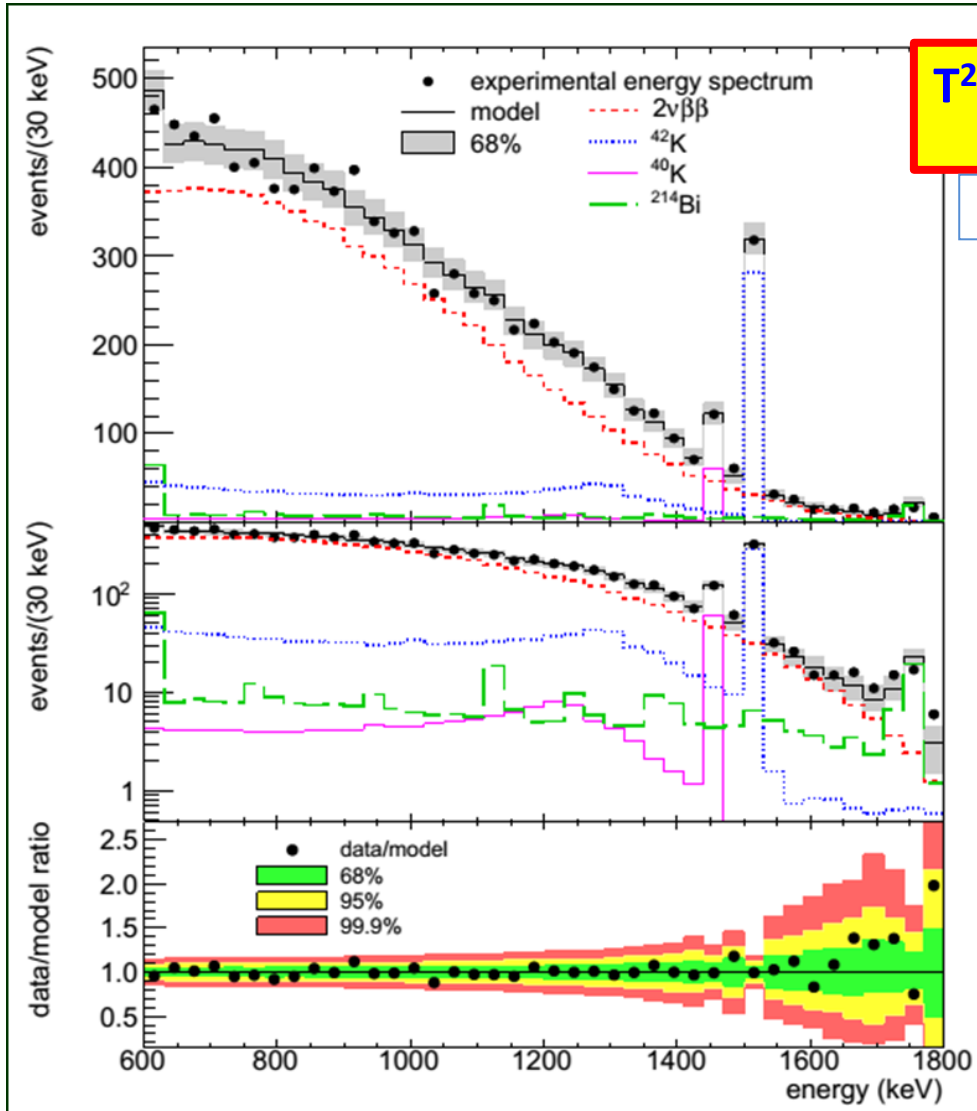 T²
events/(30 keV)
500
400
300
200
100
experimental energy spectrum
model
68%
2νββ
⁴²K
⁴⁰K
²¹⁴Bi
events/(30 keV)
10²
10
1
data/model ratio
2.5
2.0
1.5
1.0
0.5
data/model
68%
95%
99.9%
600 800 1000 1200 1400 1600 1800
energy (keV)